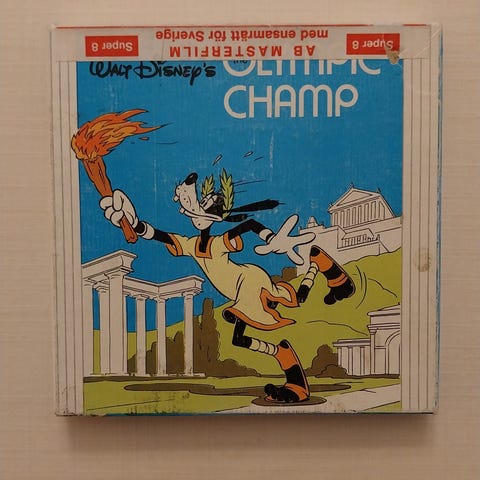 Super 8
AB MASTERFILM
med ensamrätt för Sverige
Super 8
WALT DISNEY'S
OLYMPIC
CHAMP